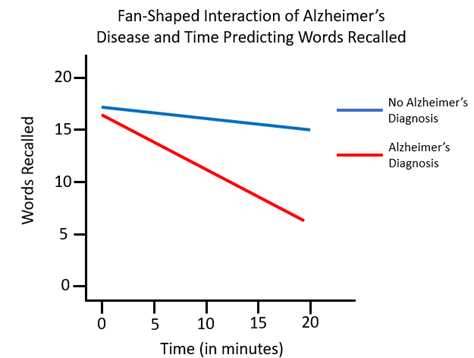 Fan-Shaped Interaction of Alzheimer's
Disease and Time Predicting Words Recalled
Words Recalled
20
15
10
5
0
0 5 10 15 20
Time (in minutes)
No Alzheimer's
Diagnosis
Alzheimer's
Diagnosis